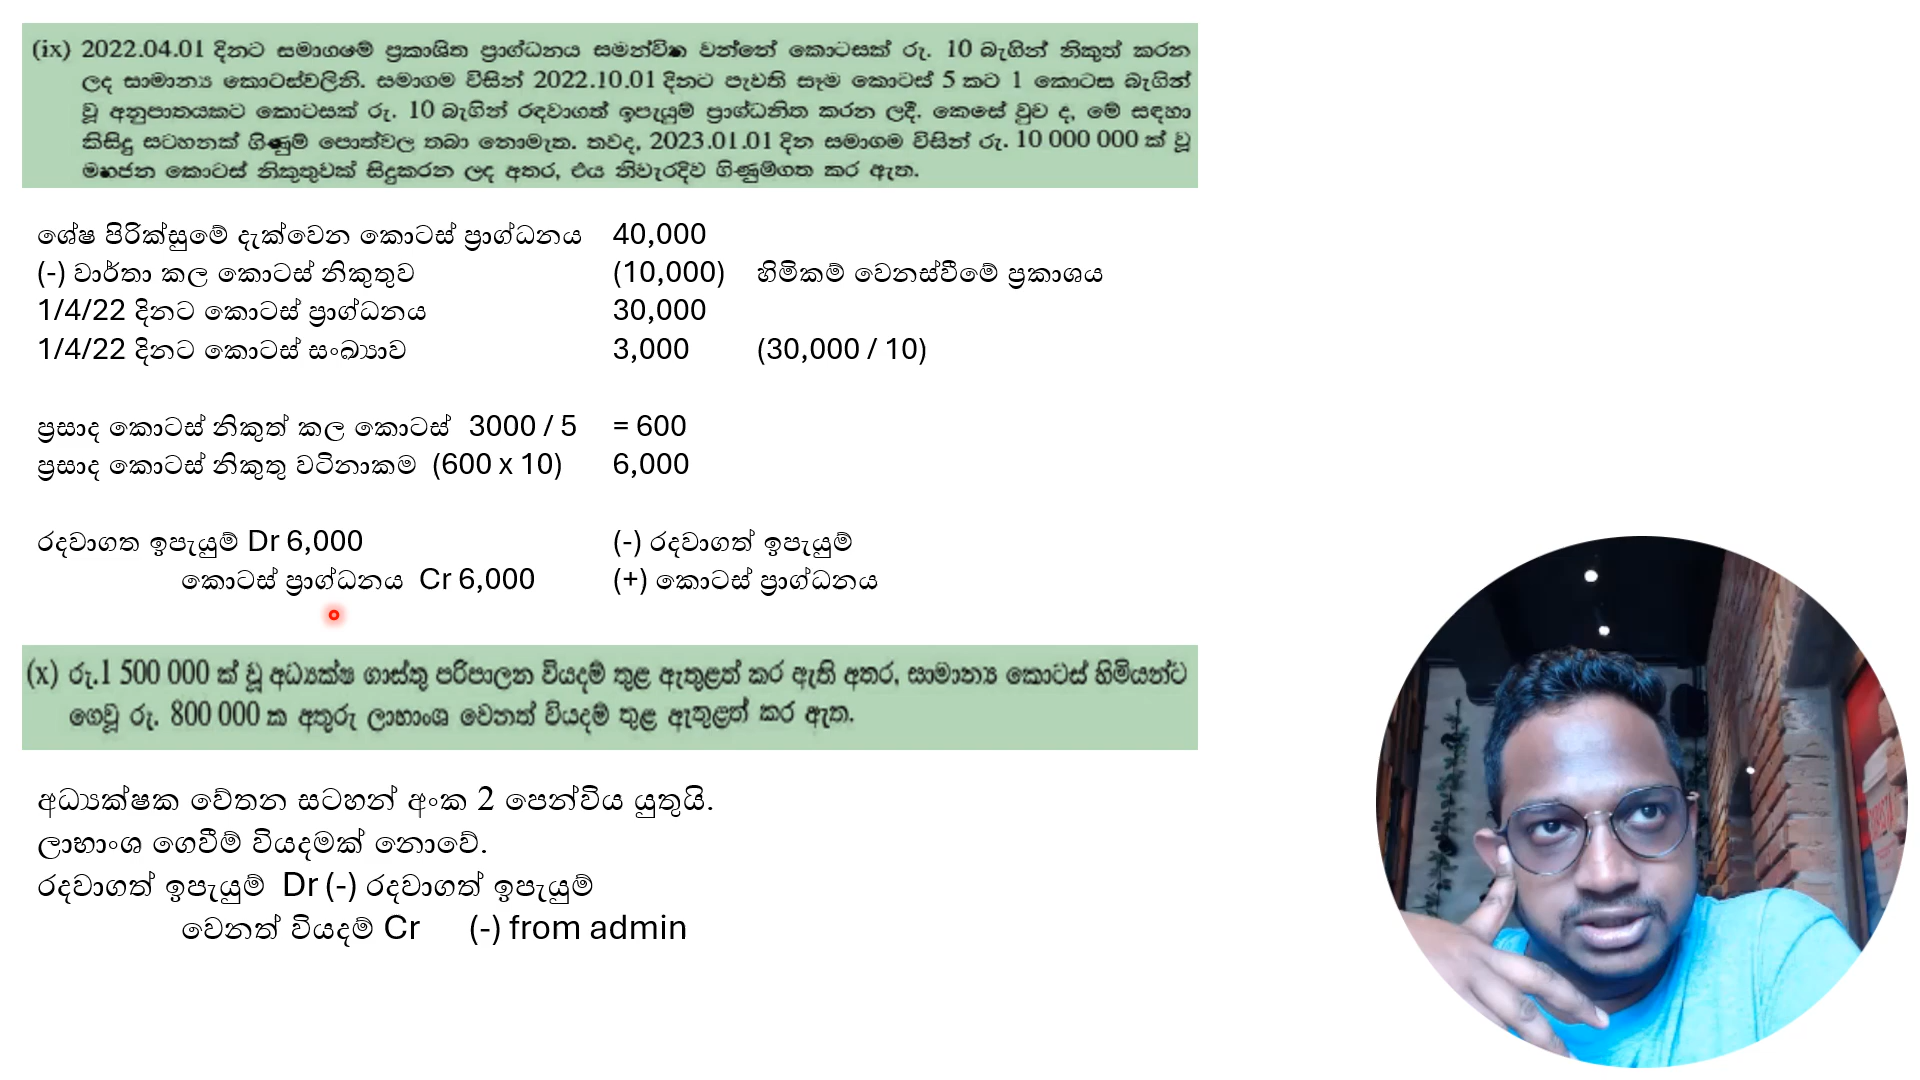 (ix) 2022.04.01 දිනට සමාගමේ ප්‍රකාශිත ප්‍රාග්ධනය සමන්විත වන්නේ කොටසක් රු. 10 බැගින් නිකුත් කරන
ලද සාමාන්‍ය කොටස්වලිනි. සමාගම විසින් 2022.10.01 දිනට පැවති සෑම කොටස් 5 කට 1 කොටස බැගින්
වූ අනුපාතයකට කොටසක් රු. 10 බැගින් රඳවාගත් ඉපැයුම් ප්‍රාග්ධනිත කරන ලදී. කෙසේ වුව ද, මේ සඳහා
කිසිදු සටහනක් ගිණුම් පොත්වල තබා නොමැත. තවද, 2023.01.01 දින සමාගම විසින් රු. 10 000 000 ක් වූ
මහජන කොටස් නිකුතුවක් සිදුකරන ලද අතර, එය නිවැරදිව ගිණුම්ගත කර ඇත.
ශේෂ පිරික්සුමේ දැක්වෙන කොටස් ප්‍රාග්ධනය 40,000
(-) වාර්තා කල කොටස් නිකුතුව (10,000) හිමිකම් වෙනස්වීමේ ප්‍රකාශය
1/4/22 දිනට කොටස් ප්‍රාග්ධනය 30,000
1/4/22 දිනට කොටස් සංඛ්‍යාව 3,000 (30,000 / 10)
ප්‍රසාද කොටස් නිකුත් කල කොටස් 3000 / 5 = 600
ප්‍රසාද කොටස් නිකුතු වටිනාකම (600 x 10) 6,000
රදවාගත ඉපැයුම් Dr 6,000 (-) රදවාගත් ඉපැයුම්
කොටස් ප්‍රාග්ධනය Cr 6,000 (+) කොටස් ප්‍රාග්ධනය
(x) රු.1 500 000 ක් වූ අධ්‍යක්ෂ ගාස්තු පරිපාලන වියදම් තුළ ඇතුළත් කර ඇති අතර, සාමාන්‍ය කොටස් හිමියන්ට
ගෙවූ රු. 800 000 ක අතුරු ලාභාංශ වෙනත් වියදම් තුළ ඇතුළත් කර ඇත.
අධ්‍යක්ෂක වේතන සටහන් අංක 2 පෙන්විය යුතුයි.
ලාභාංශ ගෙවීම් වියදමක් නොවේ.
රදවාගත් ඉපැයුම් Dr (-) රදවාගත් ඉපැයුම්
වෙනත් වියදම් Cr (-) from admin